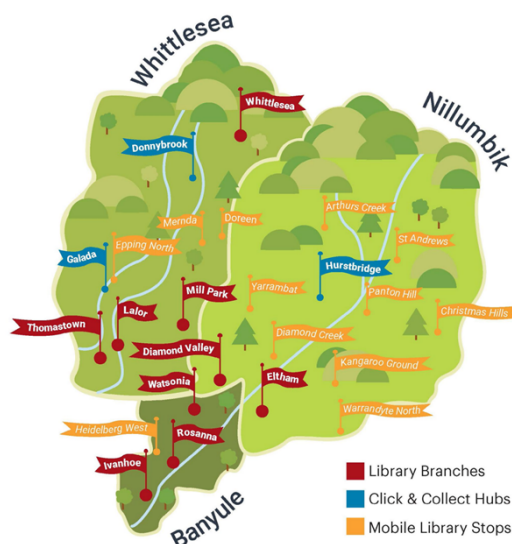 Whittlesea
Nillumbik
Whittlesea
Donnybrook
Arthurs Creek
Mernda
Doreen
Epping North
St Andrews
Galada
Hurstbridge
Mill Park
Yarrambat
Panton Hill
Christmas Hills
Lalor
Thomastown
Diamond Creek
Diamond Valley
Kangaroo Ground
Watsonia
Eltham
Warrandyte North
Heidelberg West
Rosanna
Ivanhoe
Banyule
Library Branches
Click & Collect Hubs
Mobile Library Stops